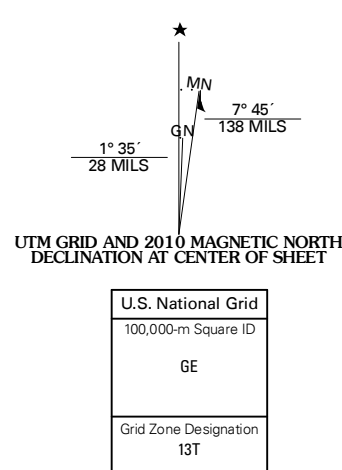 ★
MN
7° 45´
138 MILS
GN
1° 35´
28 MILS
UTM GRID AND 2010 MAGNETIC NORTH
DECLINATION AT CENTER OF SHEET
U.S. National Grid
100,000-m Square ID
GE
Grid Zone Designation
13T